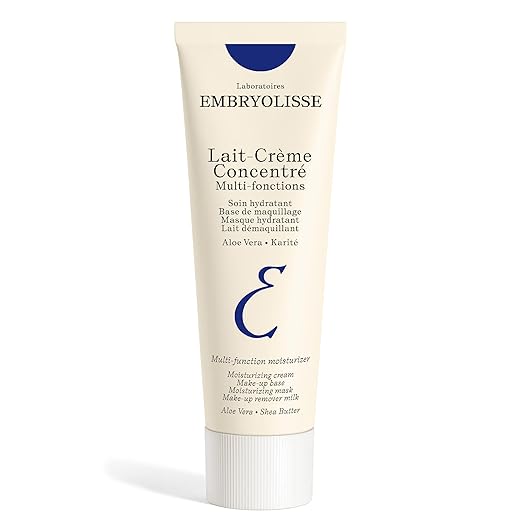 Laboratoires
EMBRYOLISSE
Lait-Crème
Concentré
Multi-fonctions
Soin hydratant
Base de maquillage
Masque hydratant
Lait démaquillant
Aloe Vera • Karité
Ɛ
Multi-function moisturizer
Moisturizing cream
Make-up base
Moisturizing mask
Make-up remover milk
Aloe Vera • Shea Butter